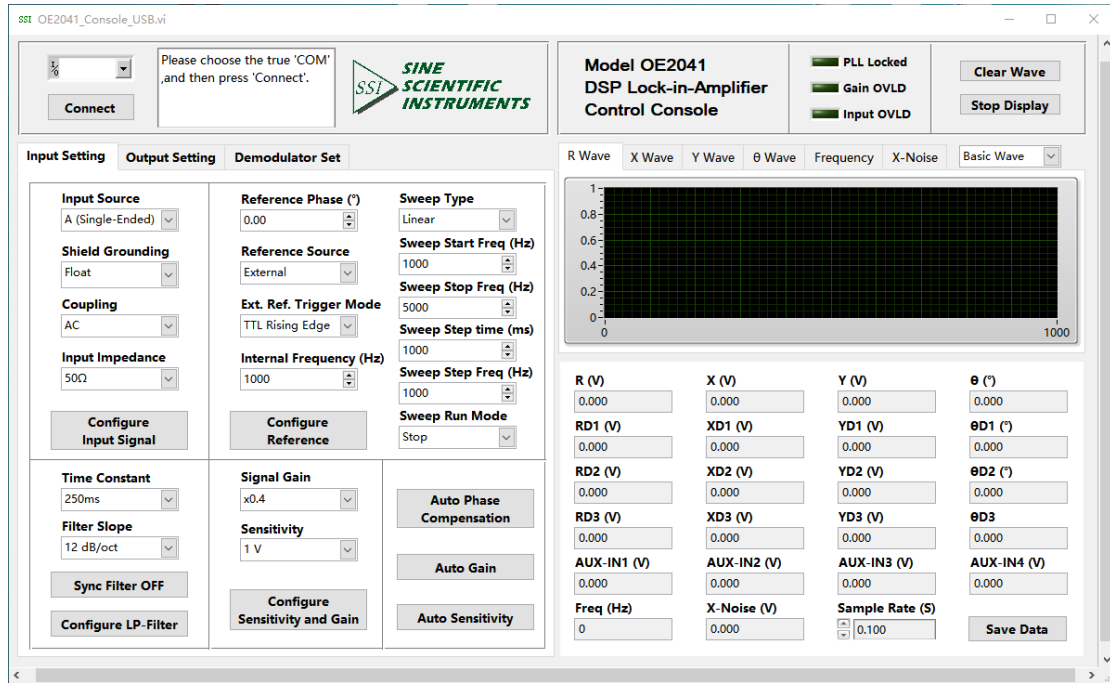 SSI OE2041_Console_USB.vi
I/O
Please choose the true 'COM'
,and then press 'Connect'.
Connect
SSI
SINE
SCIENTIFIC
INSTRUMENTS
Model OE2041
DSP Lock-in-Amplifier
Control Console
PLL Locked
Gain OVLD
Input OVLD
Clear Wave
Stop Display
Input Setting
Output Setting
Demodulator Set
Input Source
A (Single-Ended)
Shield Grounding
Float
Coupling
AC
Input Impedance
50Ω
Configure
Input Signal
Reference Phase (°)
0.00
Reference Source
External
Ext. Ref. Trigger Mode
TTL Rising Edge
Internal Frequency (Hz)
1000
Configure
Reference
Sweep Type
Linear
Sweep Start Freq (Hz)
1000
Sweep Stop Freq (Hz)
5000
Sweep Step time (ms)
1000
Sweep Step Freq (Hz)
1000
Sweep Run Mode
Stop
Time Constant
250ms
Filter Slope
12 dB/oct
Sync Filter OFF
Configure LP-Filter
Signal Gain
x0.4
Sensitivity
1 V
Configure
Sensitivity and Gain
Auto Phase
Compensation
Auto Gain
Auto Sensitivity
R Wave
X Wave
Y Wave
θ Wave
Frequency
X-Noise
Basic Wave
1
0.8
0.6
0.4
0.2
0
0
1000
R (V) X (V) Y (V) θ (°)
0.000 0.000 0.000 0.000
RD1 (V) XD1 (V) YD1 (V) θD1 (°)
0.000 0.000 0.000 0.000
RD2 (V) XD2 (V) YD2 (V) θD2 (°)
0.000 0.000 0.000 0.000
RD3 (V) XD3 (V) YD3 (V) θD3
0.000 0.000 0.000 0.000
AUX-IN1 (V) AUX-IN2 (V) AUX-IN3 (V) AUX-IN4 (V)
0.000 0.000 0.000 0.000
Freq (Hz) X-Noise (V) Sample Rate (S)
0 0.000 0.100 Save Data